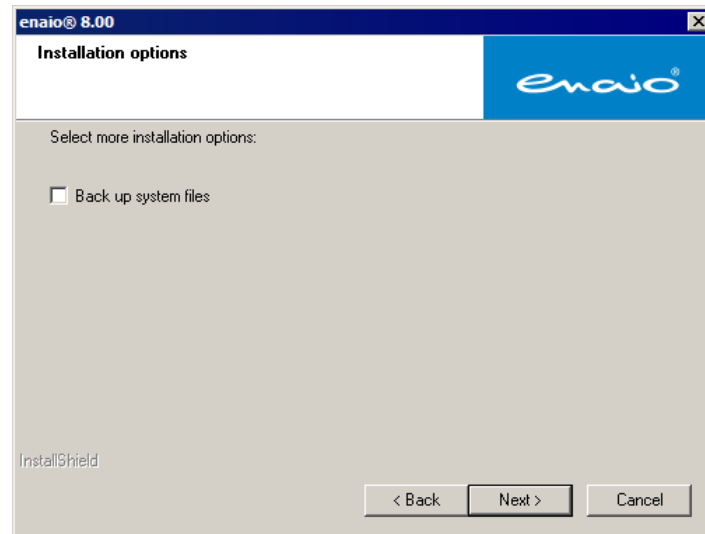 enaio® 8.00
Installation options
enaio®
Select more installation options:
Back up system files
InstallShield
< Back Next > Cancel